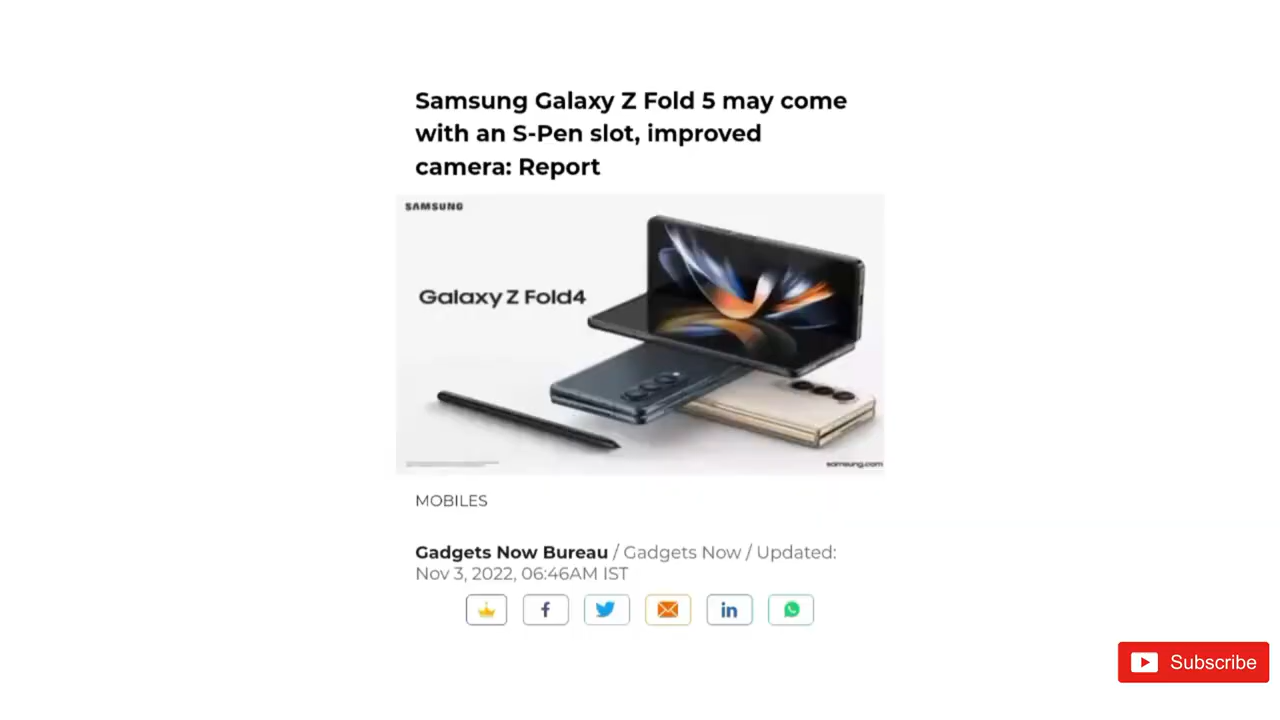 Samsung Galaxy Z Fold 5 may come
with an S-Pen slot, improved
camera: Report
SAMSUNG
Galaxy Z Fold4
samsung.com
MOBILES
Gadgets Now Bureau / Gadgets Now / Updated:
Nov 3, 2022, 06:46AM IST
Subscribe